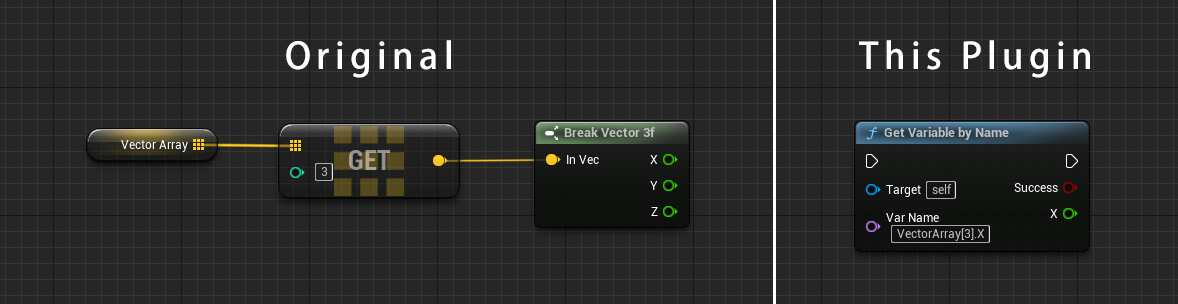 Original
Vector Array
3
GET
Break Vector 3f
In Vec
X
Y
Z
This Plugin
f Get Variable by Name
Target self
Success
Var Name
X
VectorArray[3].X